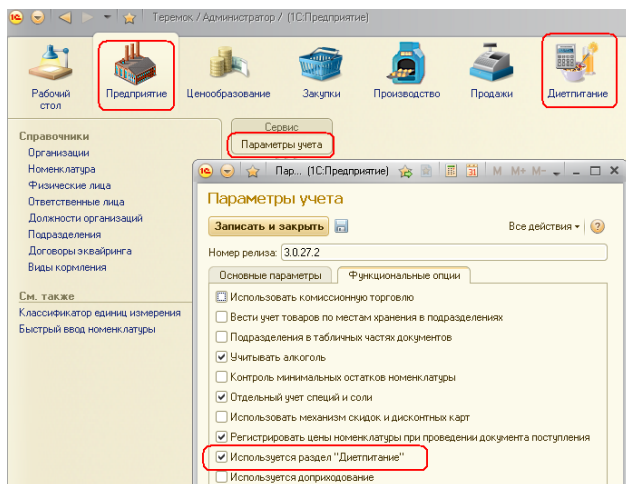 Теремок / Администратор / (1С:Предприятие)
Рабочий стол
Предприятие
Ценообразование
Закупки
Производство
Продажи
Диетпитание
Справочники
Организации
Номенклатура
Физические лица
Ответственные лица
Должности организаций
Подразделения
Договоры эквайринга
Виды кормления
См. также
Классификатор единиц измерения
Быстрый ввод номенклатуры
Сервис
Параметры учета
Пар... (1С:Предприятие)
M M+ M-
Параметры учета
Записать и закрыть
Все действия
Номер релиза: 3.0.27.2
Основные параметры
Функциональные опции
Использовать комиссионную торговлю
Вести учет товаров по местам хранения в подразделениях
Подразделения в табличных частях документов
Учитывать алкоголь
Контроль минимальных остатков номенклатуры
Отдельный учет специй и соли
Использовать механизм скидок и дисконтных карт
Регистрировать цены номенклатуры при проведении документа поступления
Используется раздел "Диетпитание"
Используется доприходование